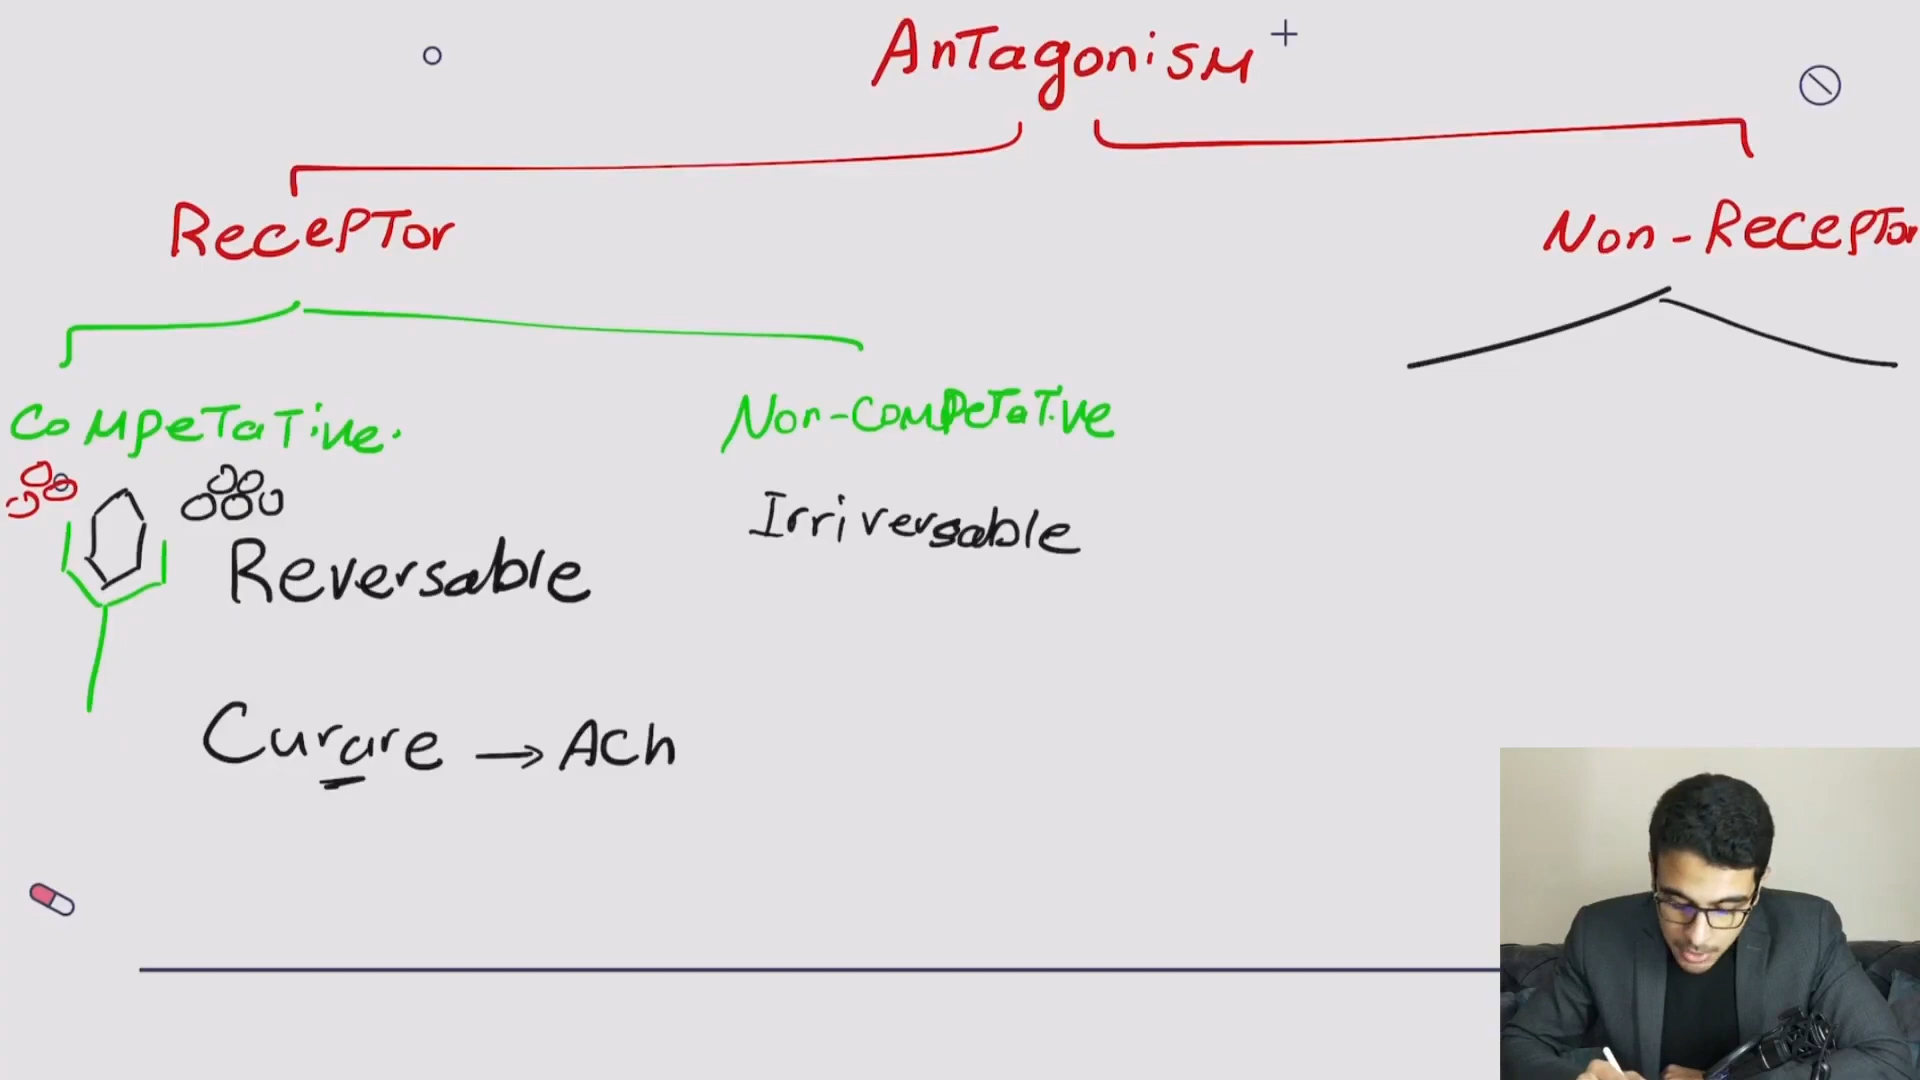 Antagonism
Receptor
Non-Receptor
Competative.
Non-Competative
Irriversable
Reversable
Curare → ACh